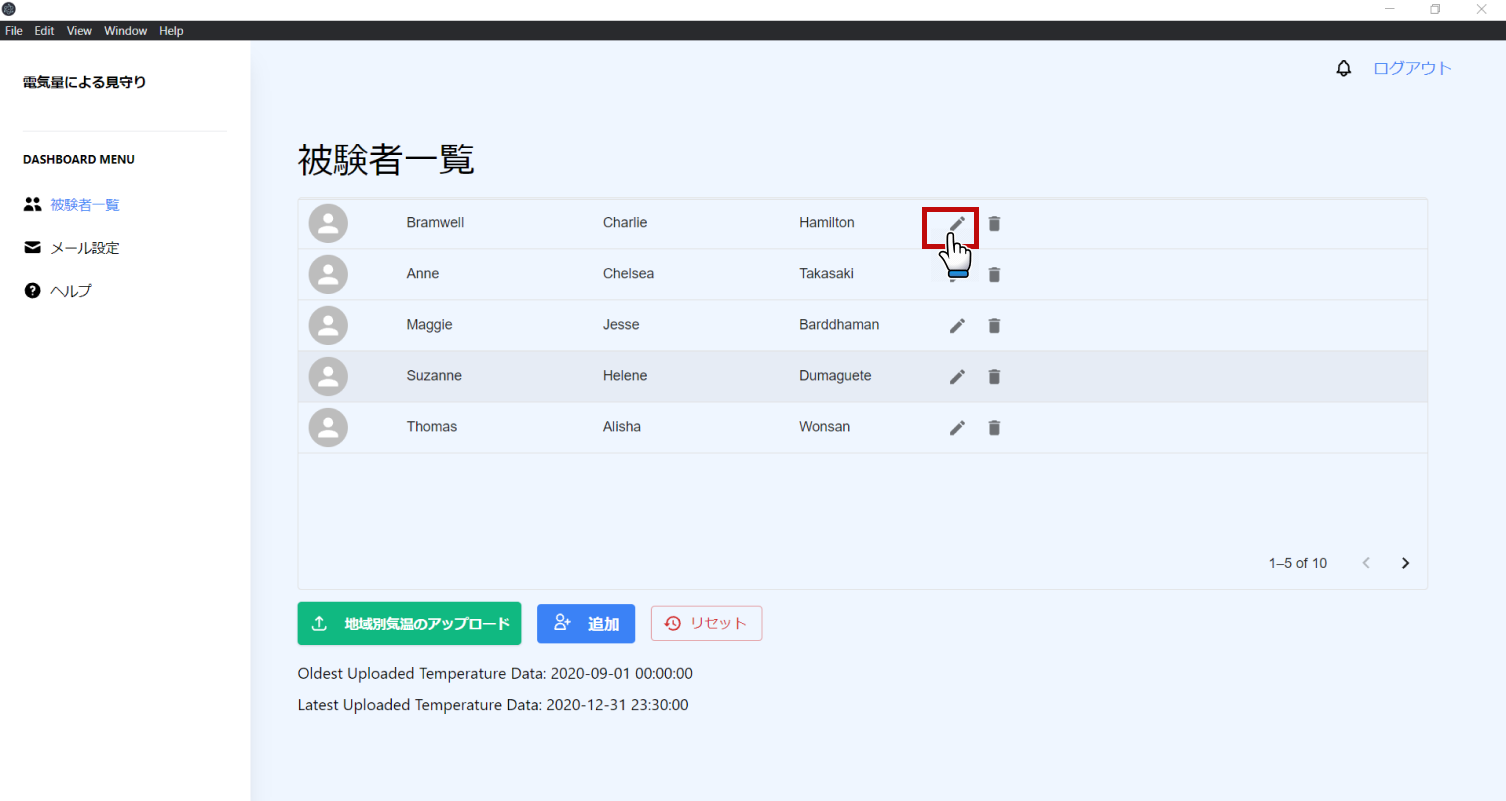 File Edit View Window Help
電気量による見守り
ログアウト
DASHBOARD MENU
被験者一覧
メール設定
ヘルプ
被験者一覧
Bramwell Charlie Hamilton
Anne Chelsea Takasaki
Maggie Jesse Barddhaman
Suzanne Helene Dumaguete
Thomas Alisha Wonsan
1–5 of 10
地域別気温のアップロード 追加 リセット
Oldest Uploaded Temperature Data: 2020-09-01 00:00:00
Latest Uploaded Temperature Data: 2020-12-31 23:30:00